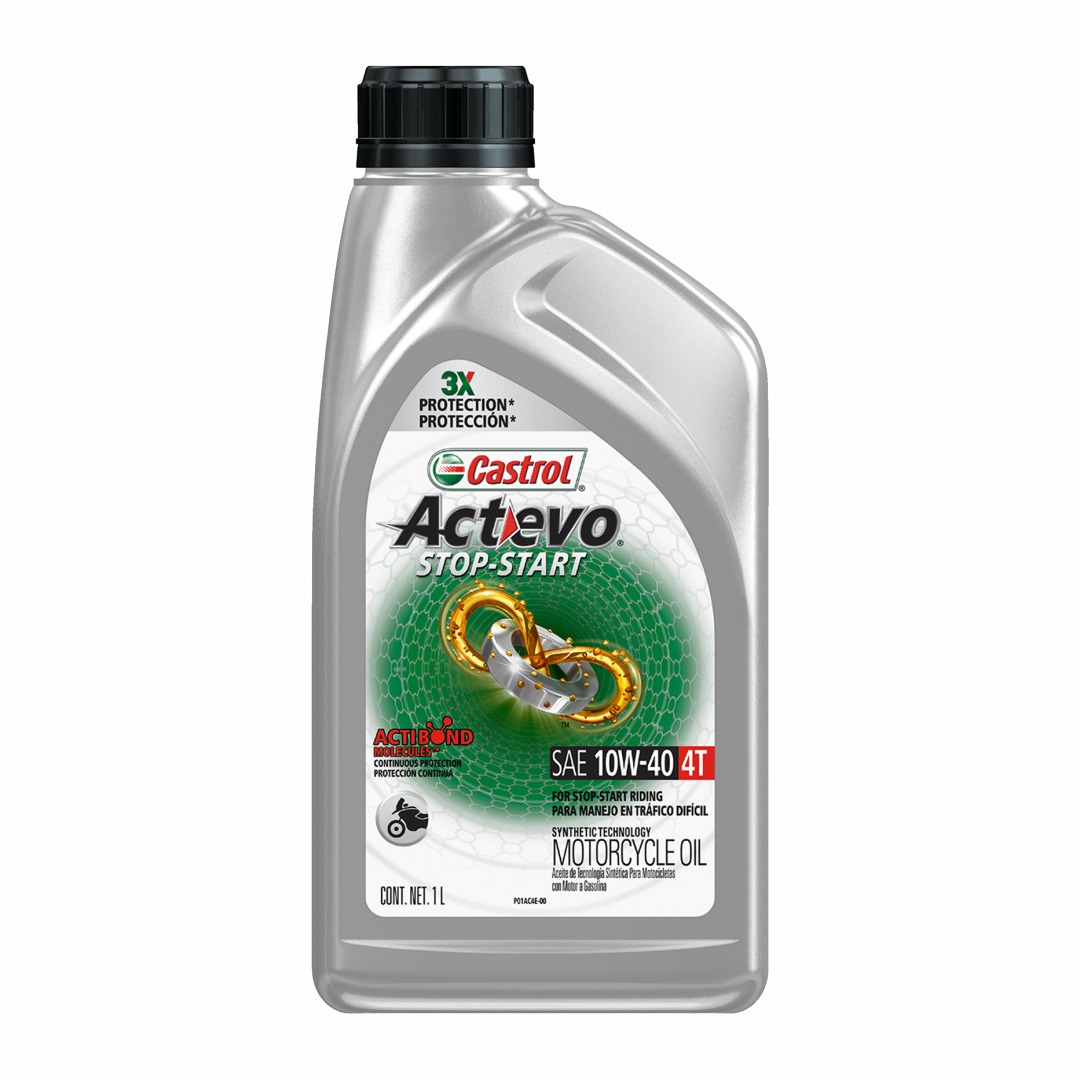 3X
PROTECTION*
PROTECCIÓN*
Castrol®
Actevo®
STOP-START
TM
ACTIBOND
MOLECULES™
CONTINUOUS PROTECTION
PROTECCIÓN CONTINUA
SAE 10W-40 4T
FOR STOP-START RIDING
PARA MANEJO EN TRÁFICO DIFÍCIL
SYNTHETIC TECHNOLOGY
MOTORCYCLE OIL
Aceite de Tecnología Sintética Para Motocicletas
con Motor a Gasolina
CONT. NET. 1 L
P01AC4E-00